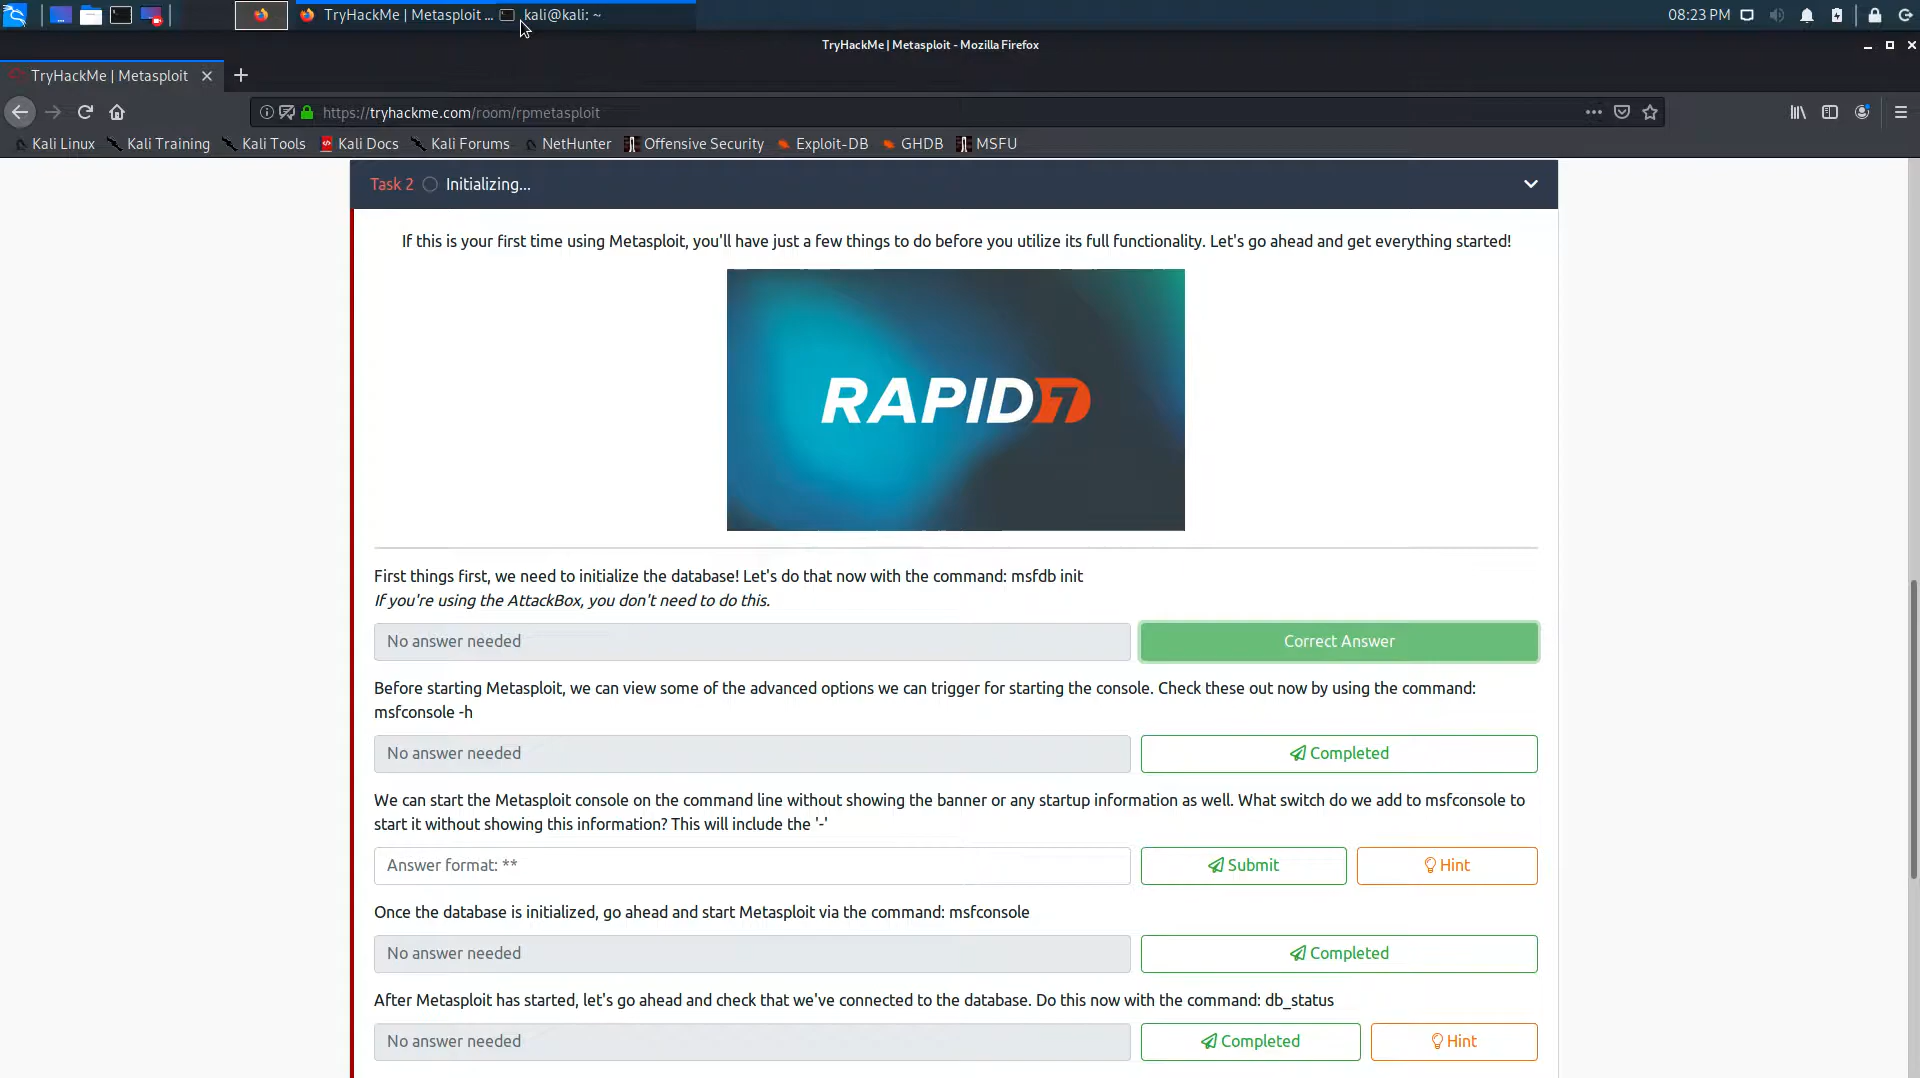 TryHackMe | Metasploit ...
kali@kali: ~
08:23 PM
TryHackMe | Metasploit - Mozilla Firefox
TryHackMe | Metasploit
https://tryhackme.com/room/rpmetasploit
Kali Linux
Kali Training
Kali Tools
Kali Docs
Kali Forums
NetHunter
Offensive Security
Exploit-DB
GHDB
MSFU
Task 2 Initializing...
If this is your first time using Metasploit, you'll have just a few things to do before you utilize its full functionality. Let's go ahead and get everything started!
RAPID7
First things first, we need to initialize the database! Let's do that now with the command: msfdb init
If you're using the AttackBox, you don't need to do this.
No answer needed
Correct Answer
Before starting Metasploit, we can view some of the advanced options we can trigger for starting the console. Check these out now by using the command:
msfconsole -h
No answer needed
Completed
We can start the Metasploit console on the command line without showing the banner or any startup information as well. What switch do we add to msfconsole to
start it without showing this information? This will include the '-'
Answer format: **
Submit
Hint
Once the database is initialized, go ahead and start Metasploit via the command: msfconsole
No answer needed
Completed
After Metasploit has started, let's go ahead and check that we've connected to the database. Do this now with the command: db_status
No answer needed
Completed
Hint